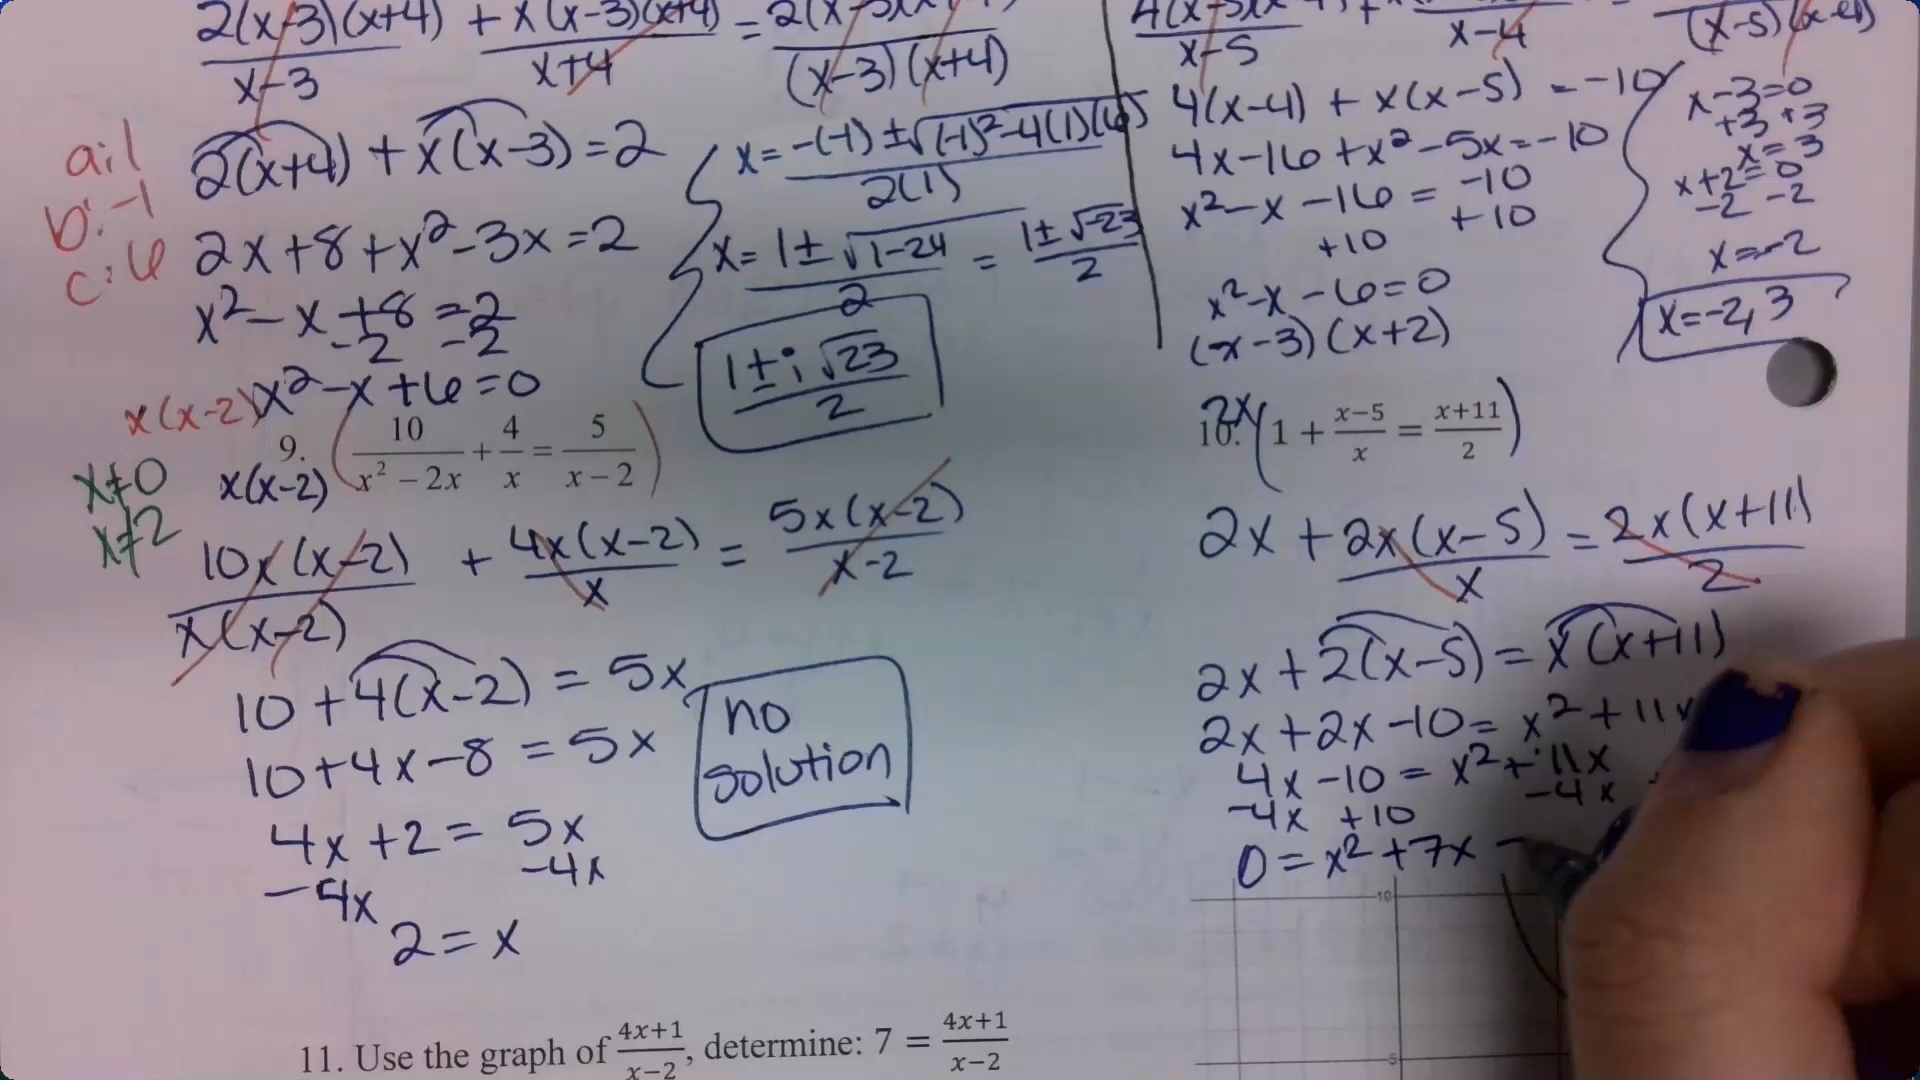 2(x-3)(x+4) + x(x-3)(x+4) =
x-3 x+4 (x-3)(x+4)
a:1
b:-1
c:6
2(x+4) + x(x-3) = 2
2x+8+x²-3x=2
x²-x+8=2
-2 -2
x²-x+6=0
x = -(-1) ± √(-1)²-4(1)(6)
2(1)
x = 1 ± √1-24 = 1 ± √-23
2 2
1 ± i√23
2
x-5 x-4 (x-5)(x-4)
4(x-4) + x(x-5) = -10
4x-16+x²-5x=-10
x²-x-16 = -10
+10 +10
x²-x-6=0
(x-3)(x+2)
x-3=0
+3 +3
x=3
x+2=0
-2 -2
x=-2
x=-2,3
x(x-2)
x≠0
x≠2
9. x(x-2) ( 10/(x²-2x) + 4/x = 5/(x-2) )
10x(x-2) + 4x(x-2) = 5x(x-2)
x(x-2) x x-2
10+4(x-2) = 5x
10+4x-8 = 5x
4x+2 = 5x
-4x -4x
2 = x
no
solution
10. 2x ( 1 + (x-5)/x = (x+11)/2 )
2x + 2x(x-5) = 2x(x+11)
x 2
2x+2(x-5) = x(x+11)
2x+2x-10 = x²+11x
4x-10 = x²+11x
-4x +10 -4x
0 = x²+7x
10
5
11. Use the graph of (4x+1)/(x-2), determine: 7 = (4x+1)/(x-2)